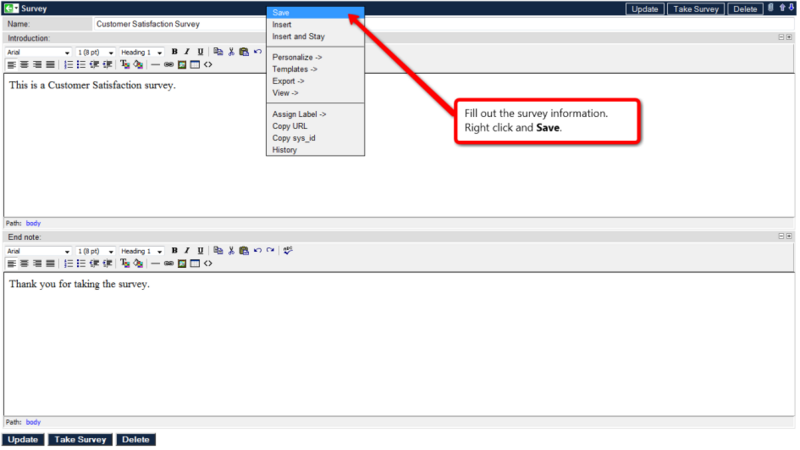 Survey Update Take Survey Delete
Name: Customer Satisfaction Survey
Introduction:
Arial 1 (8 pt) Heading 1 B I U
This is a Customer Satisfaction survey.
Save
Insert
Insert and Stay
Personalize ->
Templates ->
Export ->
View ->
Assign Label ->
Copy URL
Copy sys_id
History
Fill out the survey information.
Right click and Save.
Path: body
End note:
Arial 1 (8 pt) Heading 1 B I U
Thank you for taking the survey.
Path: body
Update Take Survey Delete